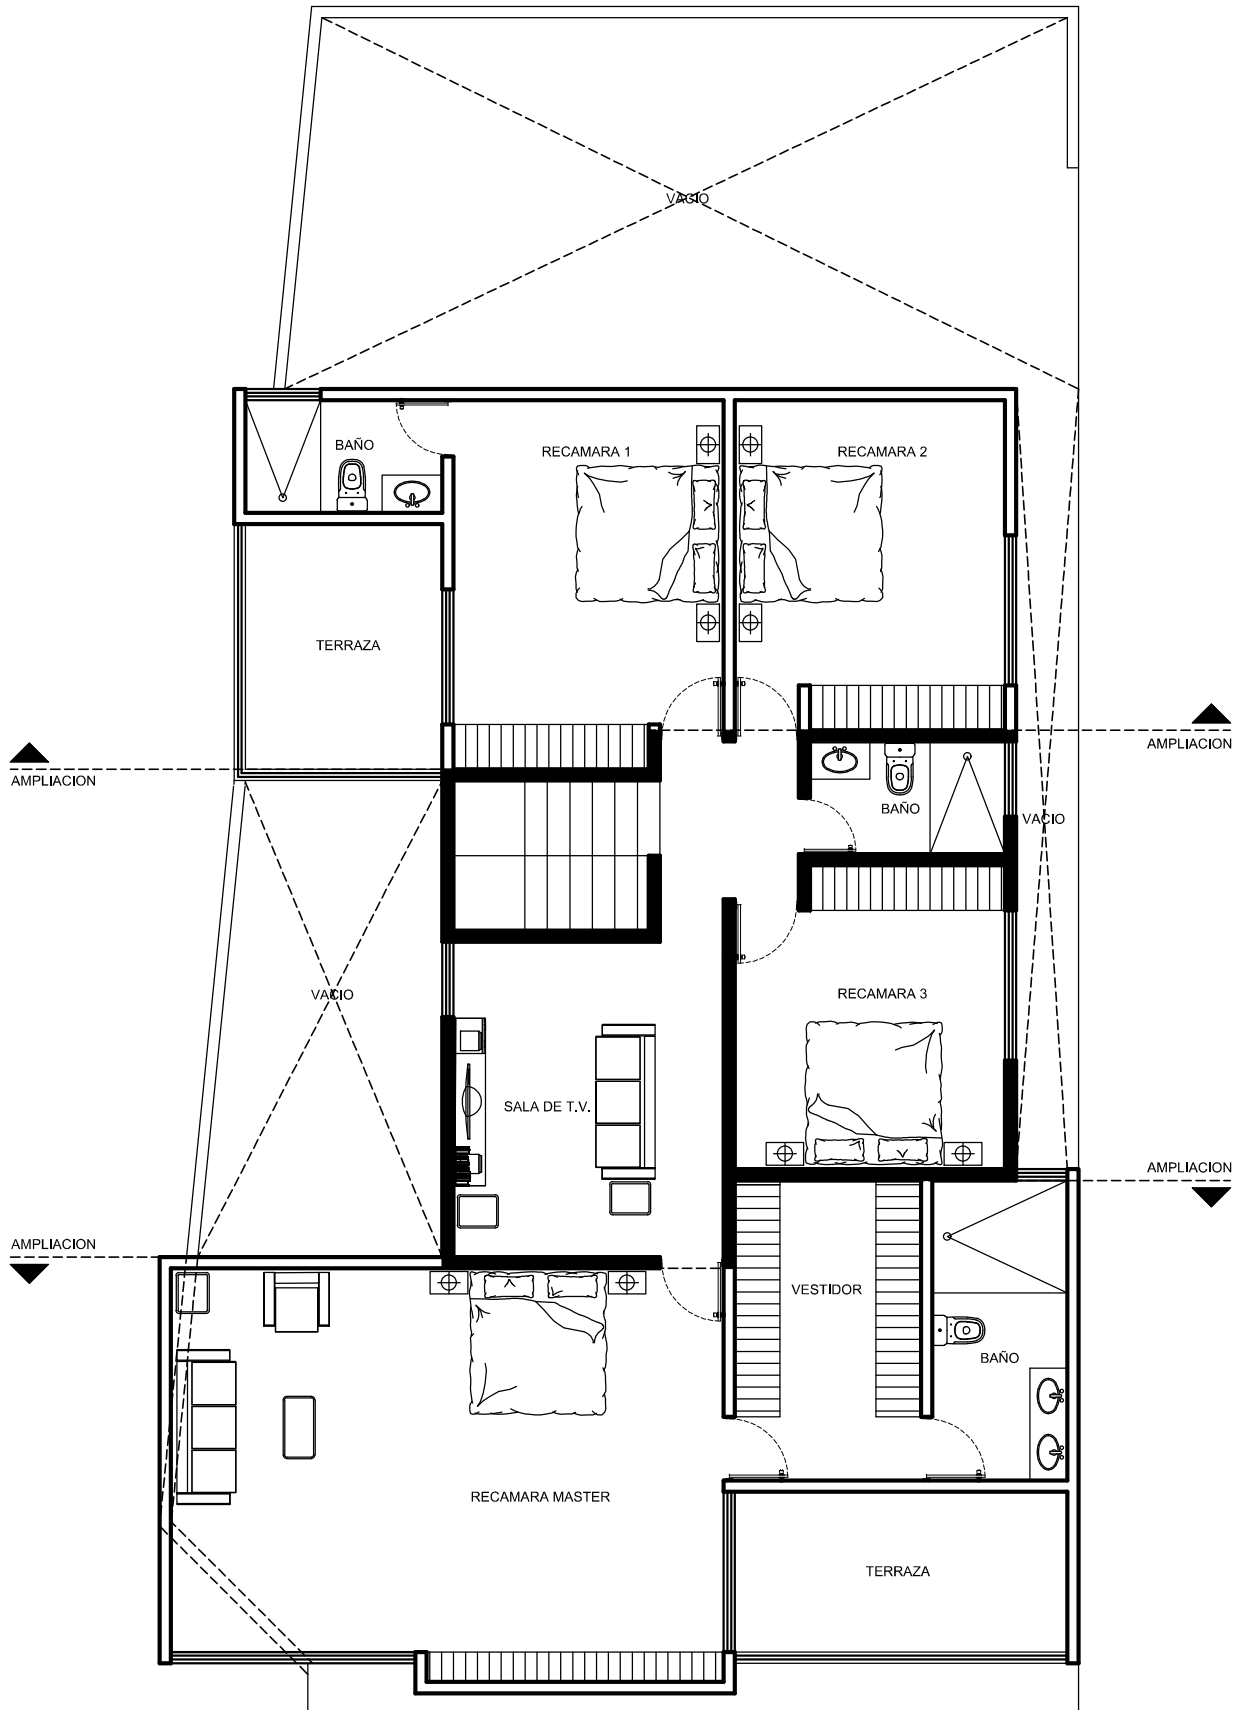 VACIO
BAÑO
RECAMARA 1
RECAMARA 2
TERRAZA
AMPLIACION
AMPLIACION
BAÑO
VACIO
VACIO
RECAMARA 3
SALA DE T.V.
AMPLIACION
AMPLIACION
VESTIDOR
BAÑO
RECAMARA MASTER
TERRAZA